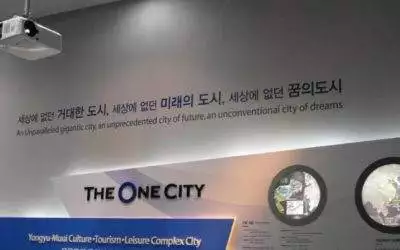 세상에 없던 거대한 도시, 세상에 없던 미래의 도시, 세상에 없던 꿈의도시
An Unparalleled gigantic city, an unprecedented city of future, an unconventional city of dreams
THE ONE CITY
Yongyu·Muui Culture·Tourism·Leisure Complex City